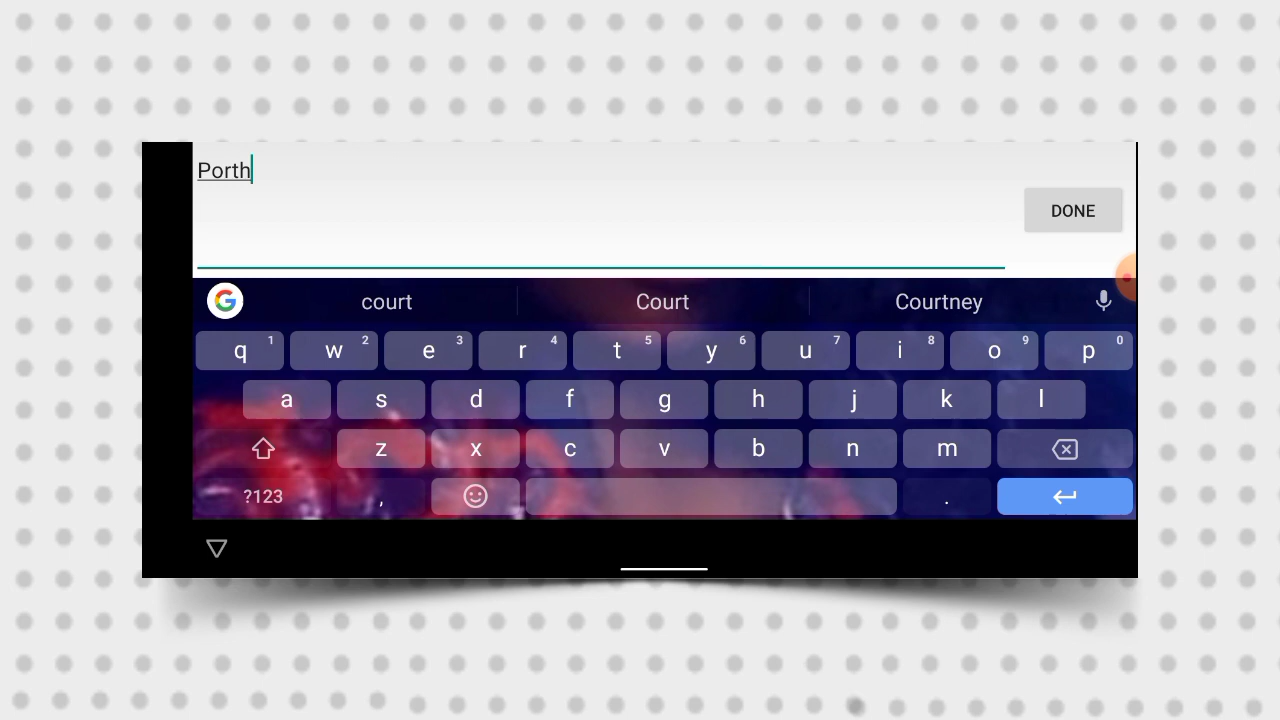 Porth
DONE
court Court Courtney
q 1 w 2 e 3 r 4 t 5 y 6 u 7 i 8 o 9 p 0
a s d f g h j k l
z x c v b n m
?123 , .